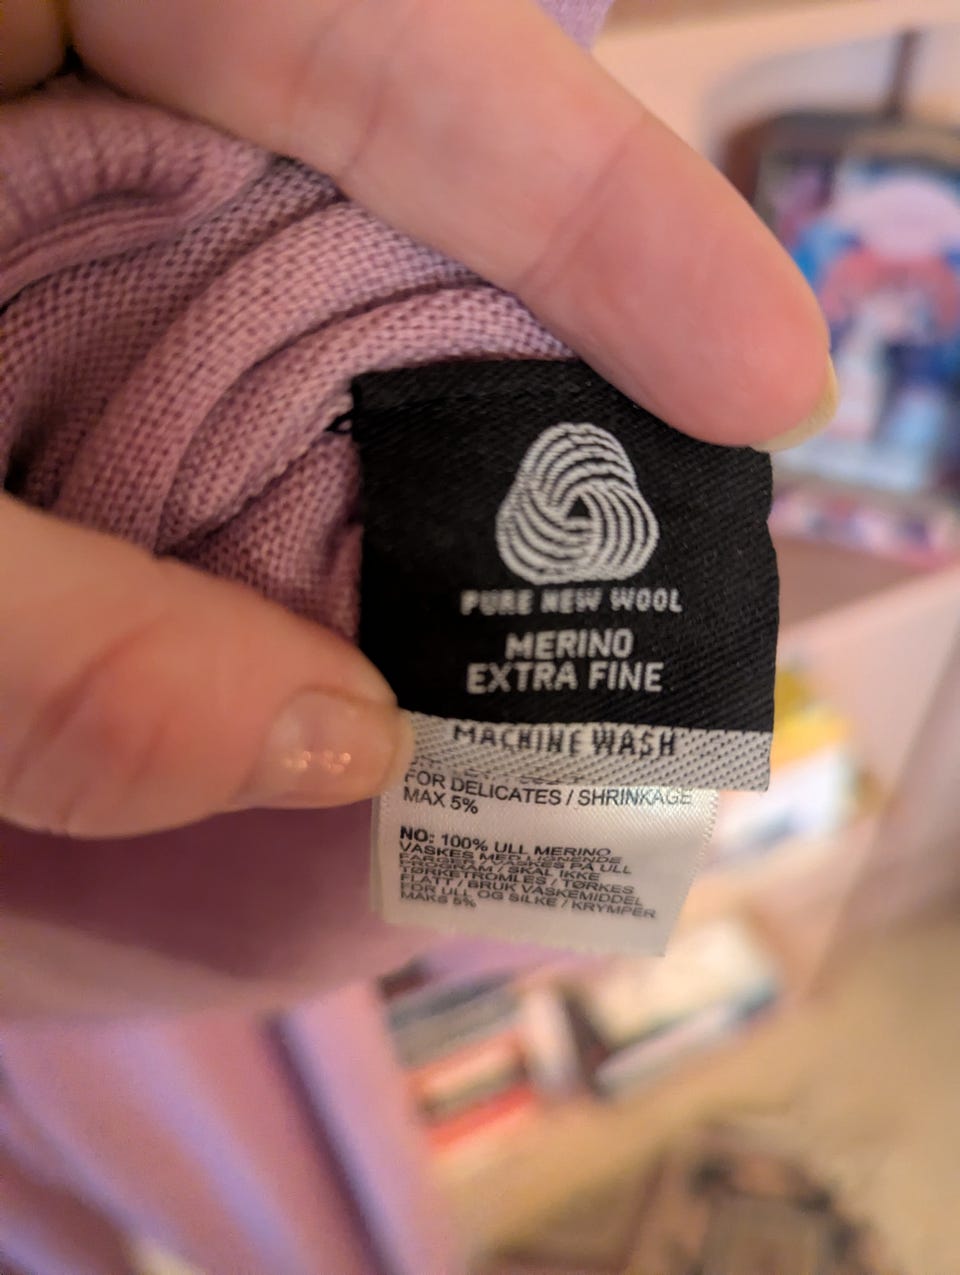 PURE NEW WOOL
MERINO
EXTRA FINE
MACHINE WASH
FOR DELICATES / SHRINKAGE
MAX 5%
NO: 100% ULL MERINO
VASKES MED LIGNENDE
FARGER / VASKES PÅ ULL
PROGRAM / SKAL IKKE
TØRKETROMLES / TØRKES
FLATT / BRUK VASKEMIDDEL
FOR ULL OG SILKE / KRYMPER
MAKS 5%